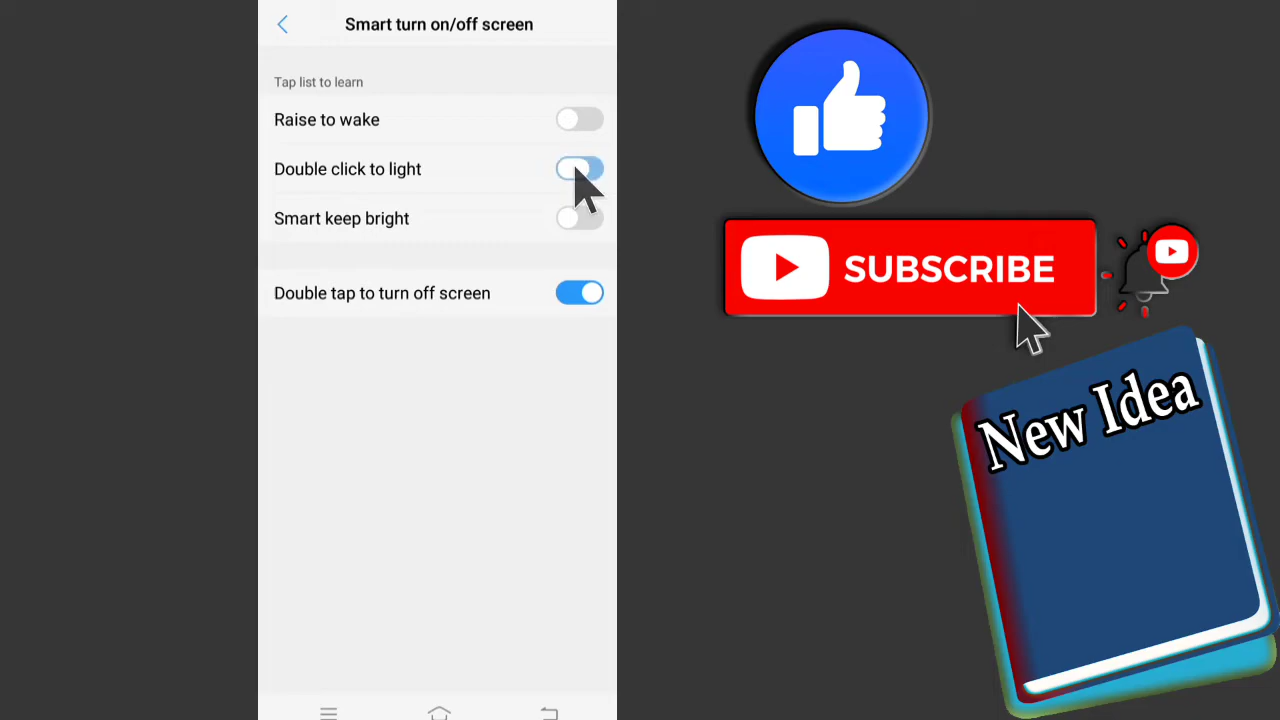 Smart turn on/off screen
Tap list to learn
Raise to wake
Double click to light
Smart keep bright
Double tap to turn off screen
SUBSCRIBE
New Idea